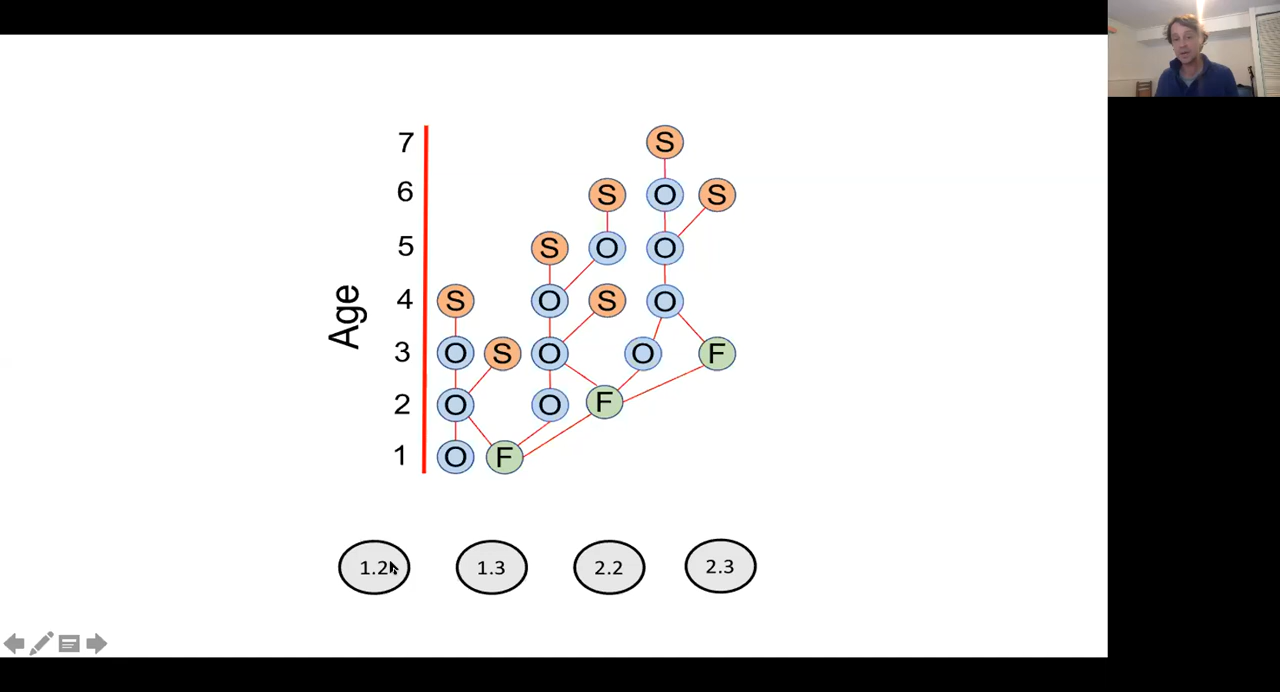 7 S
6 S O S
5 S O O
Age 4 S O S O
3 O S O O F
2 O O F
1 O F
1.2 1.3 2.2 2.3